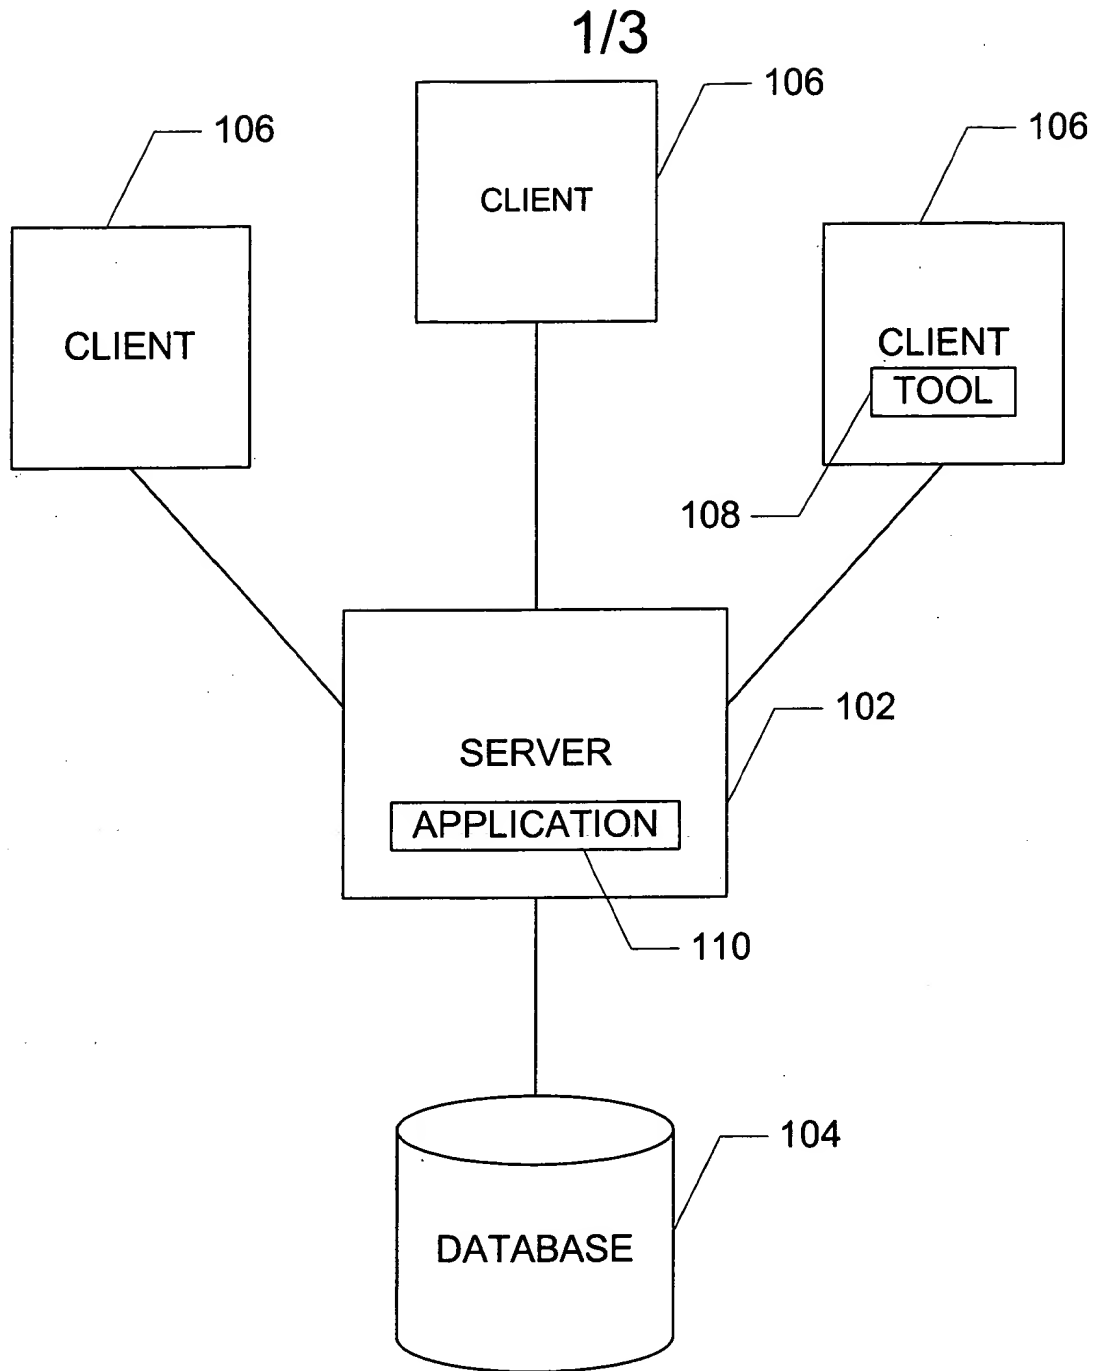 1/3
106
106
106
CLIENT
CLIENT
CLIENT
TOOL
108
102
SERVER
APPLICATION
110
104
DATABASE